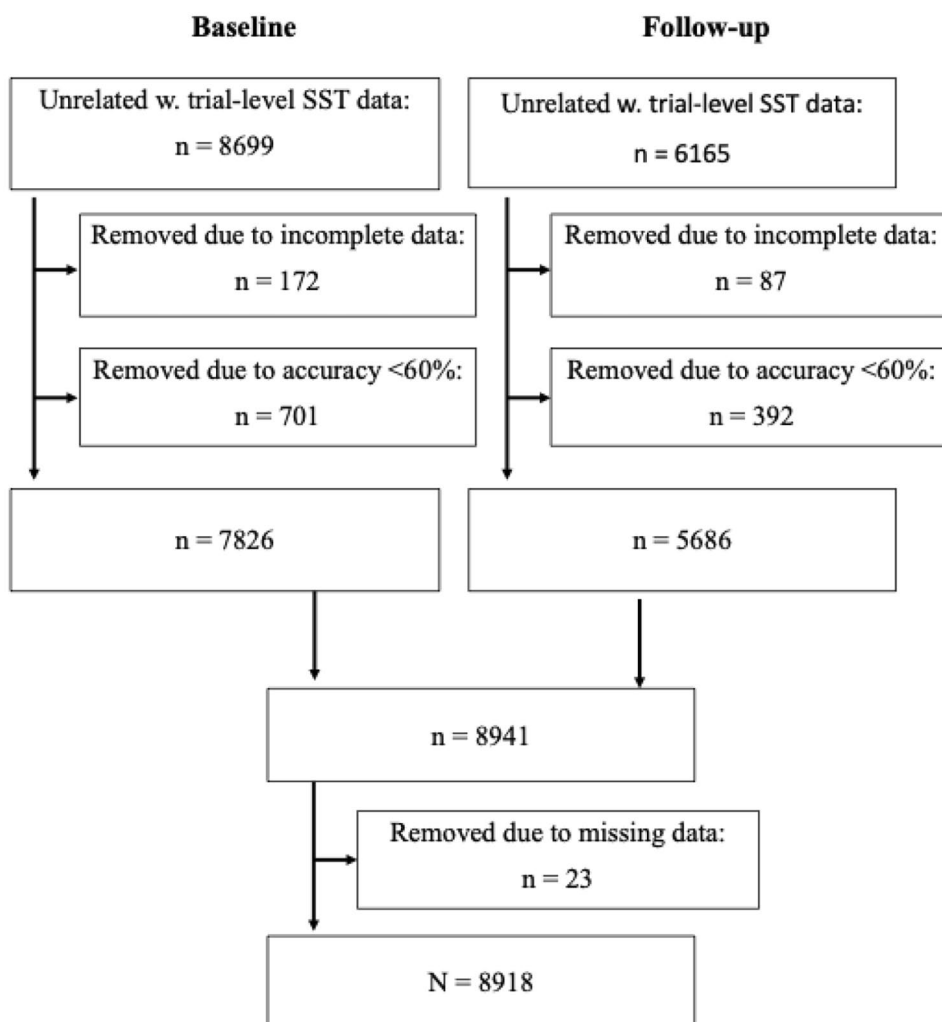 Baseline
Follow-up
Unrelated w. trial-level SST data:
n = 8699
Unrelated w. trial-level SST data:
n = 6165
Removed due to incomplete data:
n = 172
Removed due to incomplete data:
n = 87
Removed due to accuracy <60%:
n = 701
Removed due to accuracy <60%:
n = 392
n = 7826
n = 5686
n = 8941
Removed due to missing data:
n = 23
N = 8918